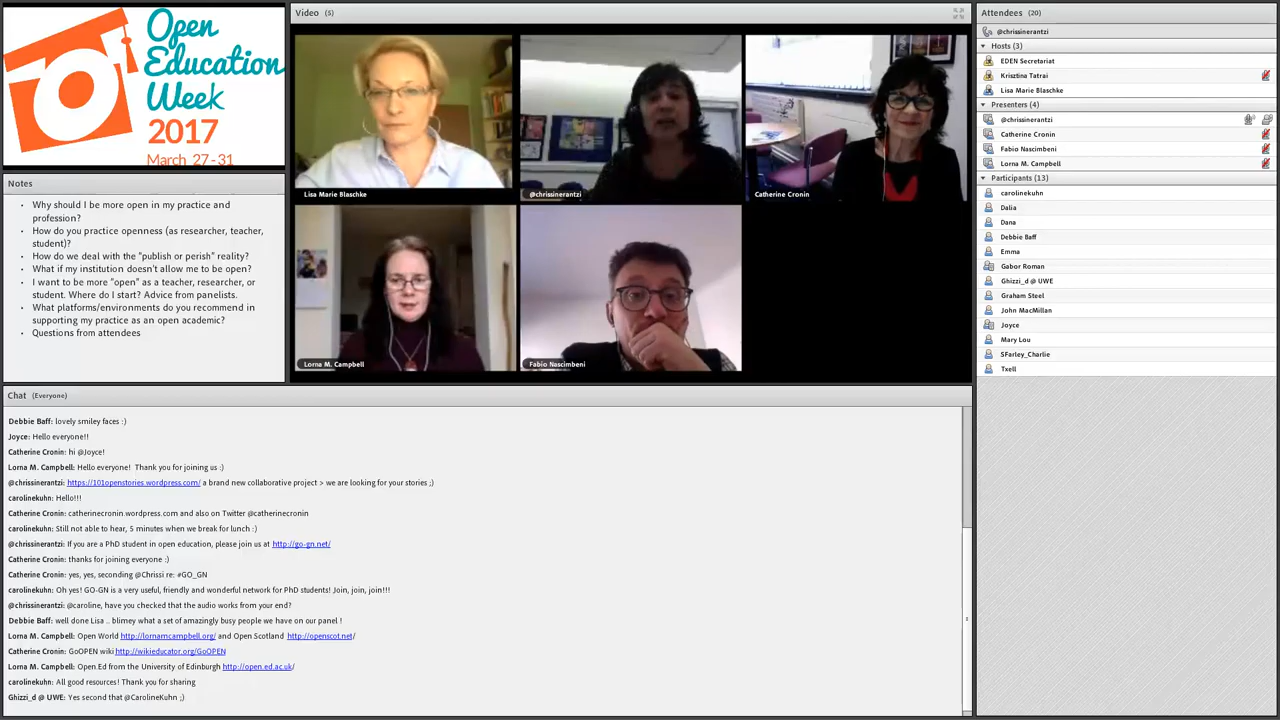 Open
Education
Week
2017
March 27-31
Notes
• Why should I be more open in my practice and
profession?
• How do you practice openness (as researcher, teacher,
student)?
• How do we deal with the "publish or perish" reality?
• What if my institution doesn't allow me to be open?
• I want to be more "open" as a teacher, researcher, or
student. Where do I start? Advice from panelists.
• What platforms/environments do you recommend in
supporting my practice as an open academic?
• Questions from attendees
Video (5)
Lisa Marie Blaschke
@chrissinerantzi
Catherine Cronin
Lorna M. Campbell
Fabio Nascimbeni
Chat (Everyone)
Debbie Baff: lovely smiley faces :)
Joyce: Hello everyone!!
Catherine Cronin: hi @Joyce!
Lorna M. Campbell: Hello everyone! Thank you for joining us :)
@chrissinerantzi: https://101openstories.wordpress.com/ a brand new collaborative project > we are looking for your stories ;)
carolinekuhn: Hello!!!
Catherine Cronin: catherinecronin.wordpress.com and also on Twitter @catherinecronin
carolinekuhn: Still not able to hear, 5 minutes when we break for lunch :)
@chrissinerantzi: If you are a PhD student in open education, please join us at http://go-gn.net/
Catherine Cronin: thanks for joining everyone :)
Catherine Cronin: yes, yes, seconding @Chrissi re: #GO_GN
carolinekuhn: Oh yes! GO-GN is a very useful, friendly and wonderful network for PhD students! Join, join, join!!!
@chrissinerantzi: @caroline, have you checked that the audio works from your end?
Debbie Baff: well done Lisa .. blimey what a set of amazingly busy people we have on our panel !
Lorna M. Campbell: Open World http://lornamcampbell.org/ and Open Scotland http://openscot.net/
Catherine Cronin: GoOPEN wiki http://wikieducator.org/GoOPEN
Lorna M. Campbell: Open.Ed from the University of Edinburgh http://open.ed.ac.uk/
carolinekuhn: All good resources! Thank you for sharing
Ghizzi_d @ UWE: Yes second that @CarolineKuhn ;)
Attendees (20)
@chrissinerantzi
Hosts (3)
EDEN Secretariat
Krisztina Tatrai
Lisa Marie Blaschke
Presenters (4)
@chrissinerantzi
Catherine Cronin
Fabio Nascimbeni
Lorna M. Campbell
Participants (13)
carolinekuhn
Dalia
Dana
Debbie Baff
Emma
Gabor Roman
Ghizzi_d @ UWE
Graham Steel
John MacMillan
Joyce
Mary Lou
SFarley_Charlie
Txell